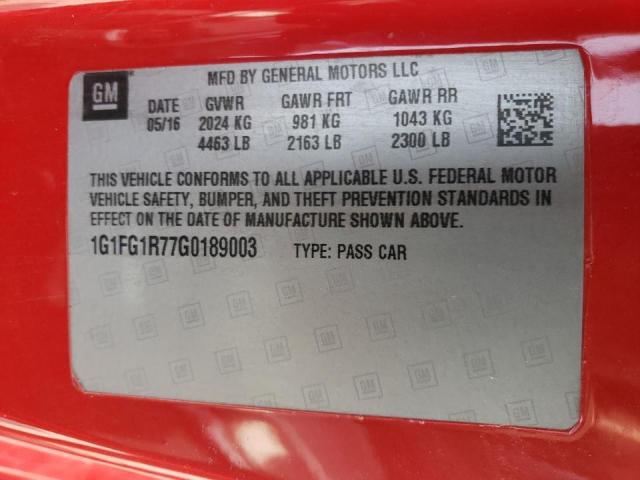 GM
MFD BY GENERAL MOTORS LLC
DATE GVWR GAWR FRT GAWR RR
05/16 2024 KG 981 KG 1043 KG
4463 LB 2163 LB 2300 LB
THIS VEHICLE CONFORMS TO ALL APPLICABLE U.S. FEDERAL MOTOR
VEHICLE SAFETY, BUMPER, AND THEFT PREVENTION STANDARDS IN
EFFECT ON THE DATE OF MANUFACTURE SHOWN ABOVE.
1G1FG1R77G0189003 TYPE: PASS CAR